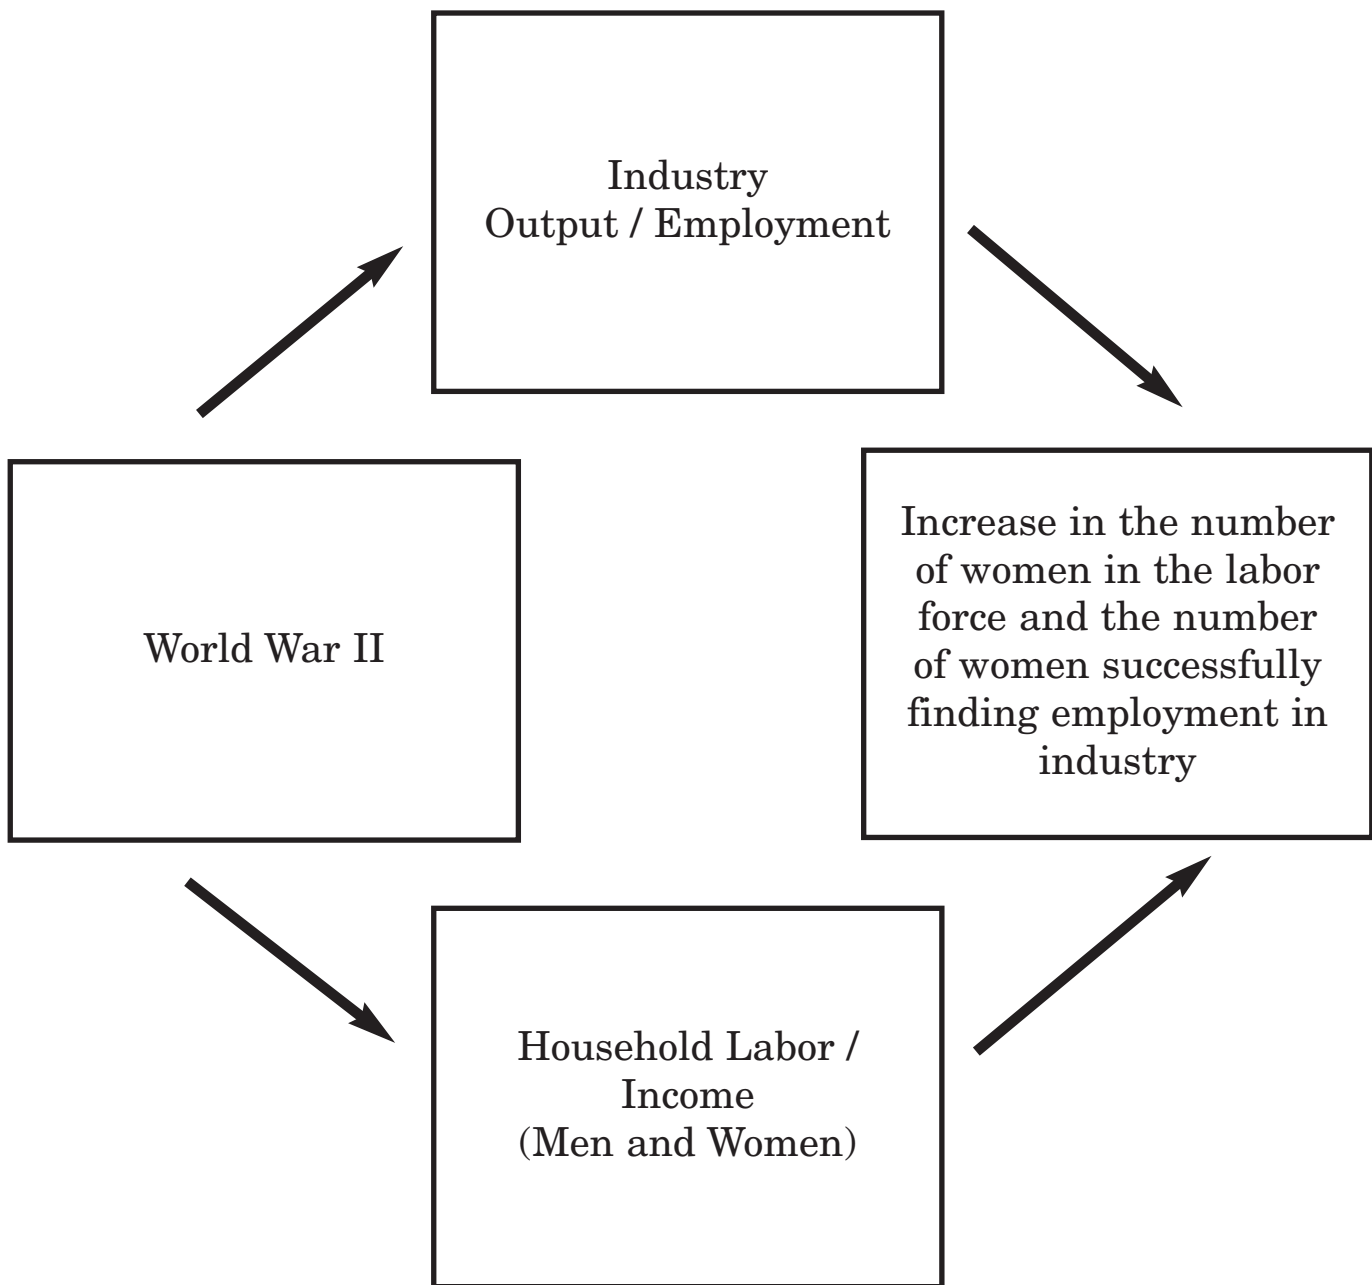 Industry
Output / Employment
World War II
Increase in the number
of women in the labor
force and the number
of women successfully
finding employment in
industry
Household Labor /
Income
(Men and Women)